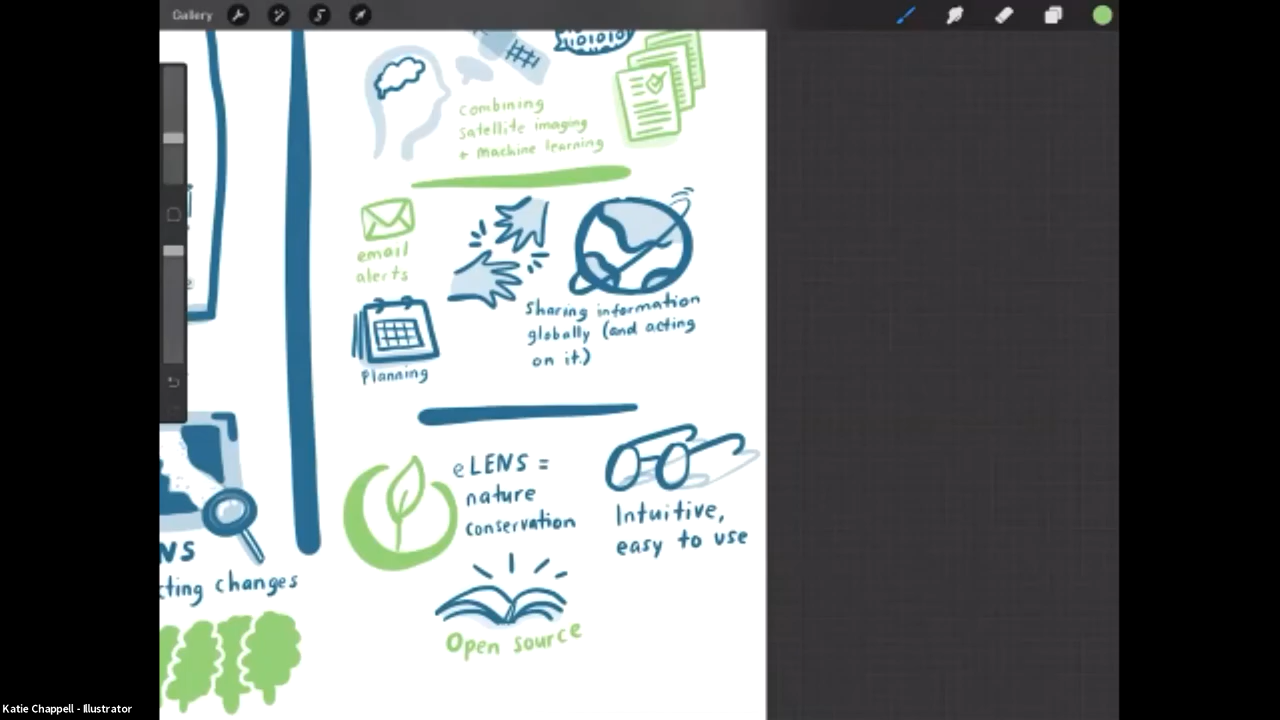 Gallery
101010
combining
satellite imaging
+ machine learning
email
alerts
Sharing information
globally (and acting
on it.)
Planning
eLENS =
nature
conservation
Intuitive,
easy to use
NS
cting changes
Open source
Katie Chappell - Illustrator